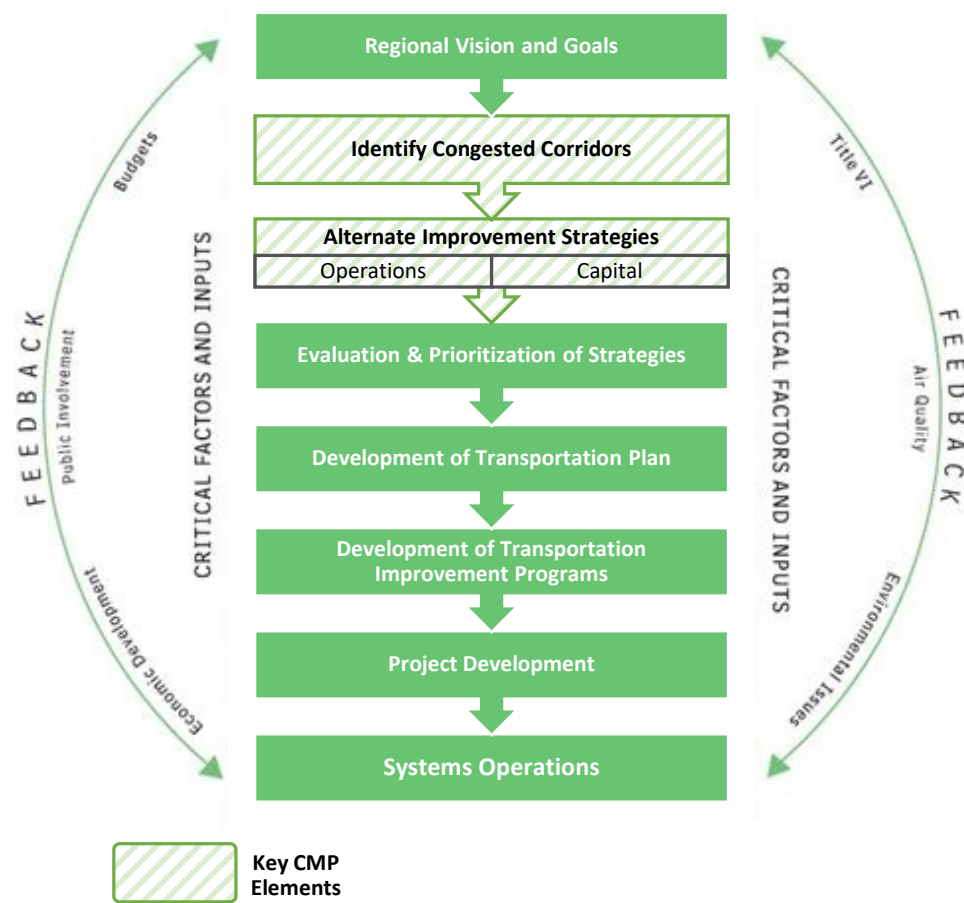 Regional Vision and Goals
Identify Congested Corridors
Alternate Improvement Strategies
Operations
Capital
Evaluation & Prioritization of Strategies
Development of Transportation Plan
Development of Transportation
Improvement Programs
Project Development
Systems Operations
FEEDBACK
Budgets
Public Involvement
Economic Development
CRITICAL FACTORS AND INPUTS
CRITICAL FACTORS AND INPUTS
Title VI
Air Quality
Environmental Issues
FEEDBACK
Key CMP
Elements